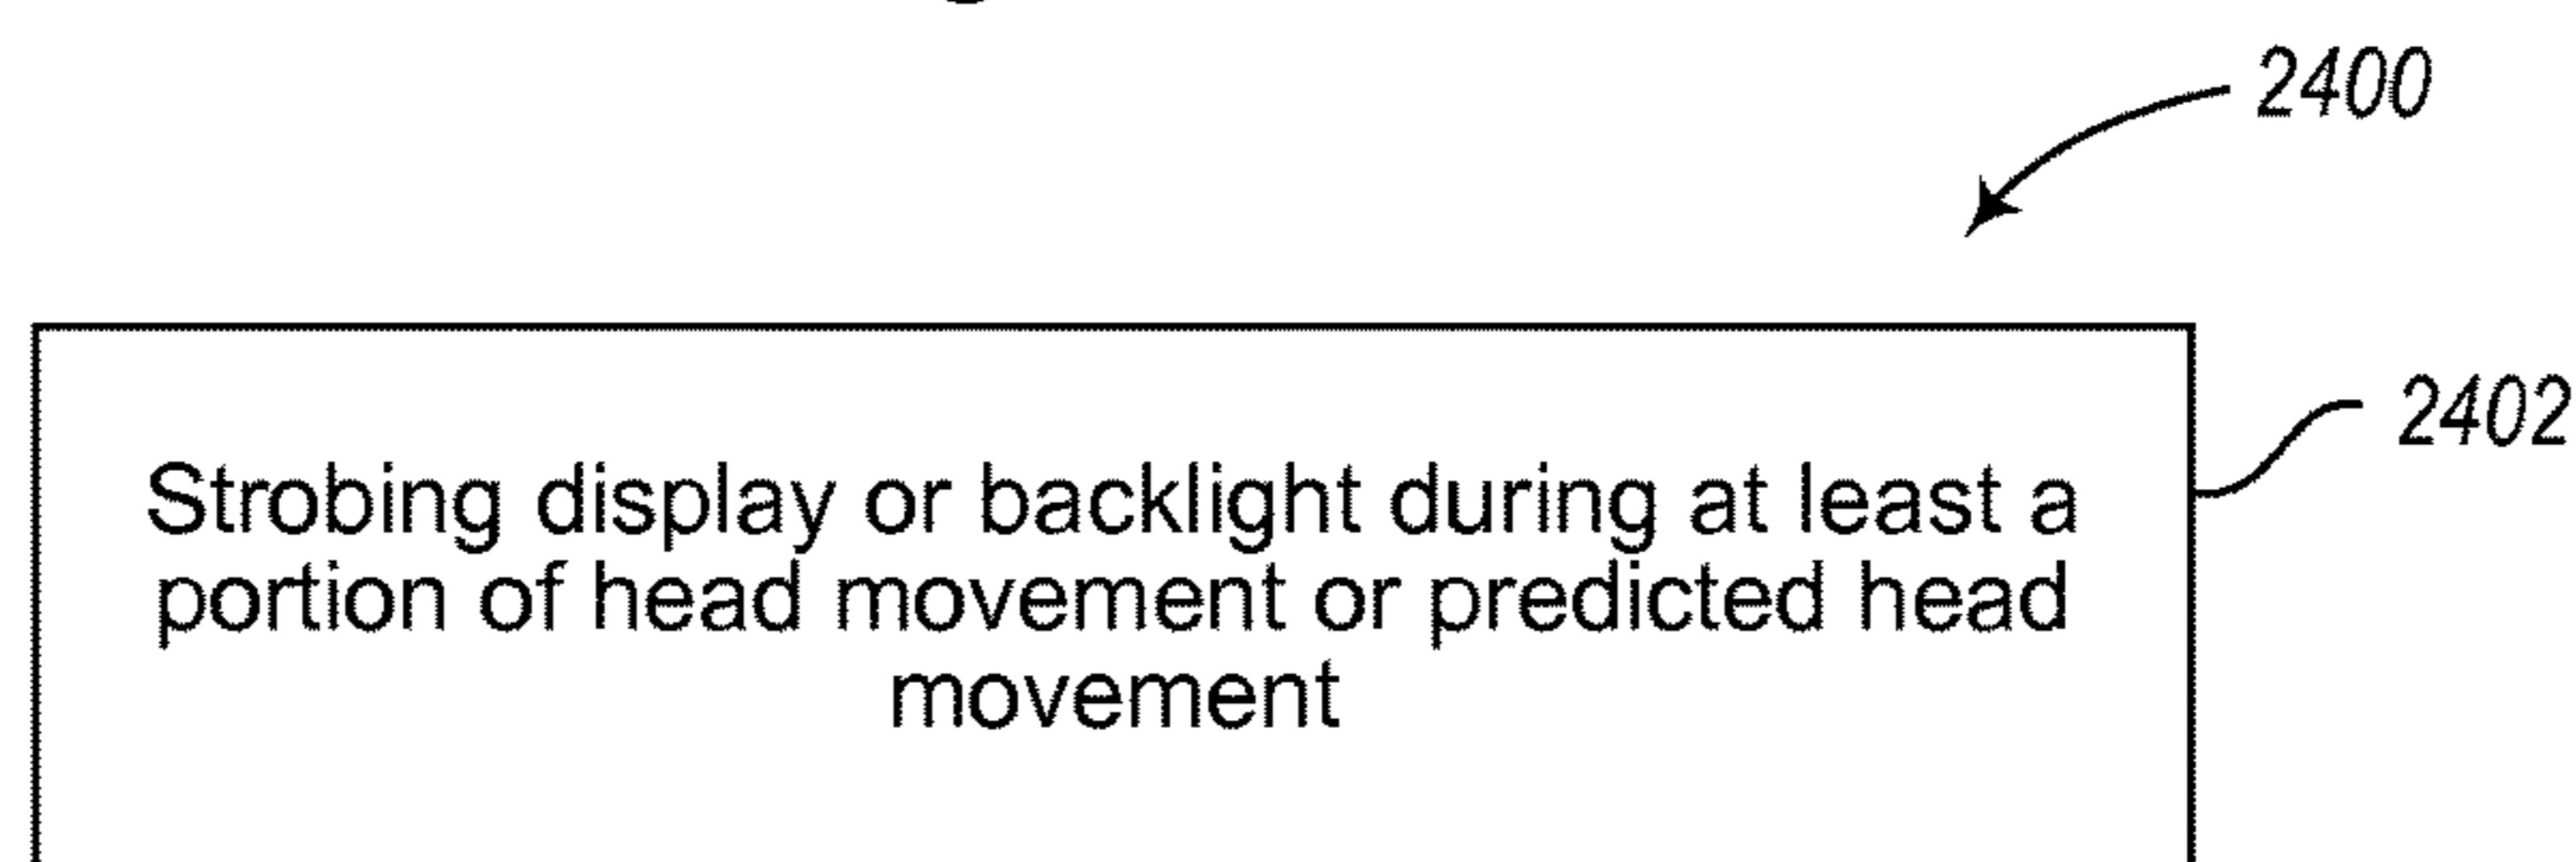 2400
2402
Strobing display or backlight during at least a
portion of head movement or predicted head
movement